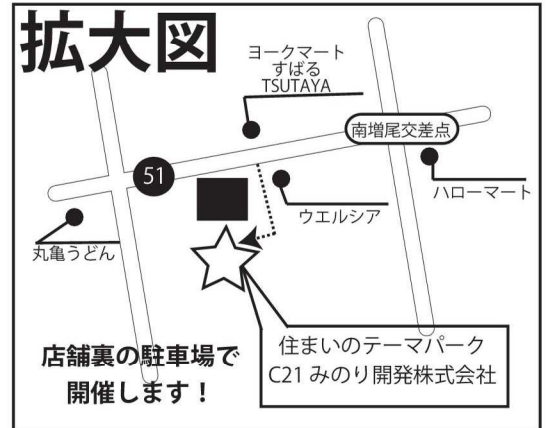 拡大図
ヨークマート
すばる
TSUTAYA
南増尾交差点
51
ハローマート
ウエルシア
丸亀うどん
店舗裏の駐車場で
開催します！
住まいのテーマパーク
C21 みのり開発株式会社